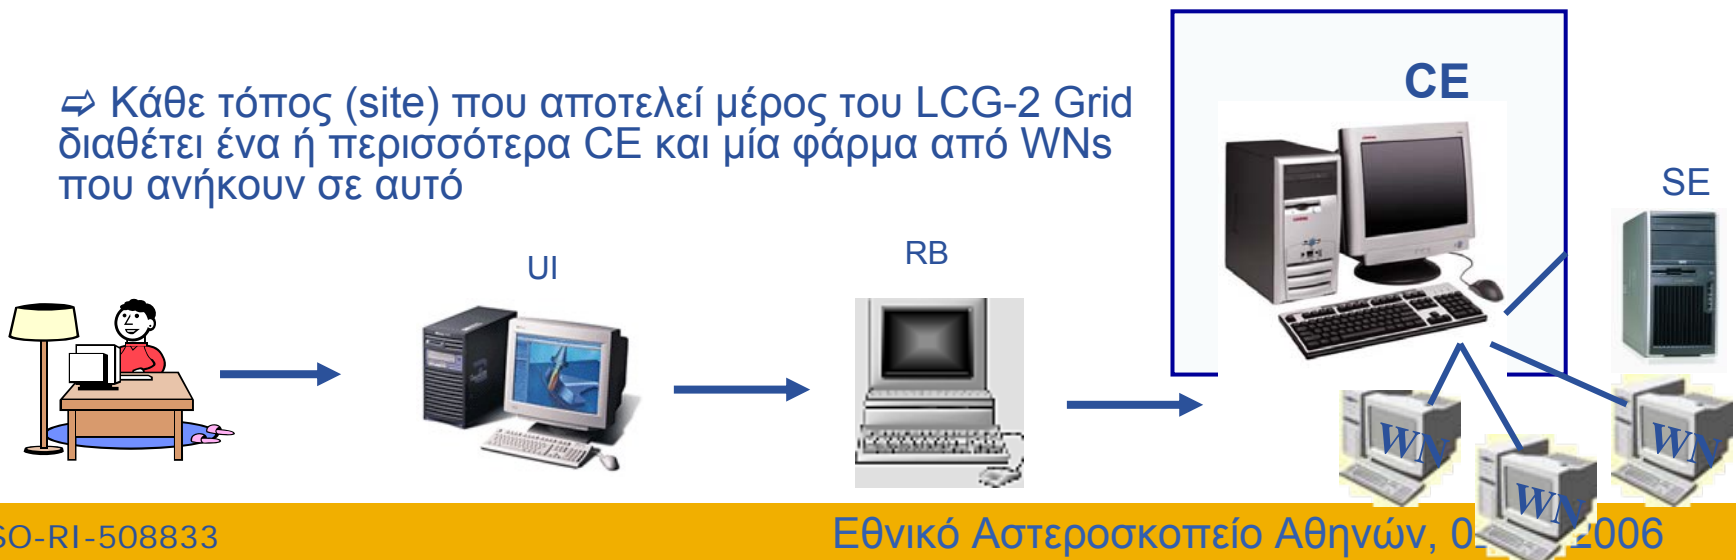 ⇨ Κάθε τόπος (site) που αποτελεί μέρος του LCG-2 Grid
διαθέτει ένα ή περισσότερα CE και μία φάρμα από WNs
που ανήκουν σε αυτό
CE
SE
UI
RB
WN
WN
WN
SO-RI-508833
Εθνικό Αστεροσκοπείο Αθηνών, 2006